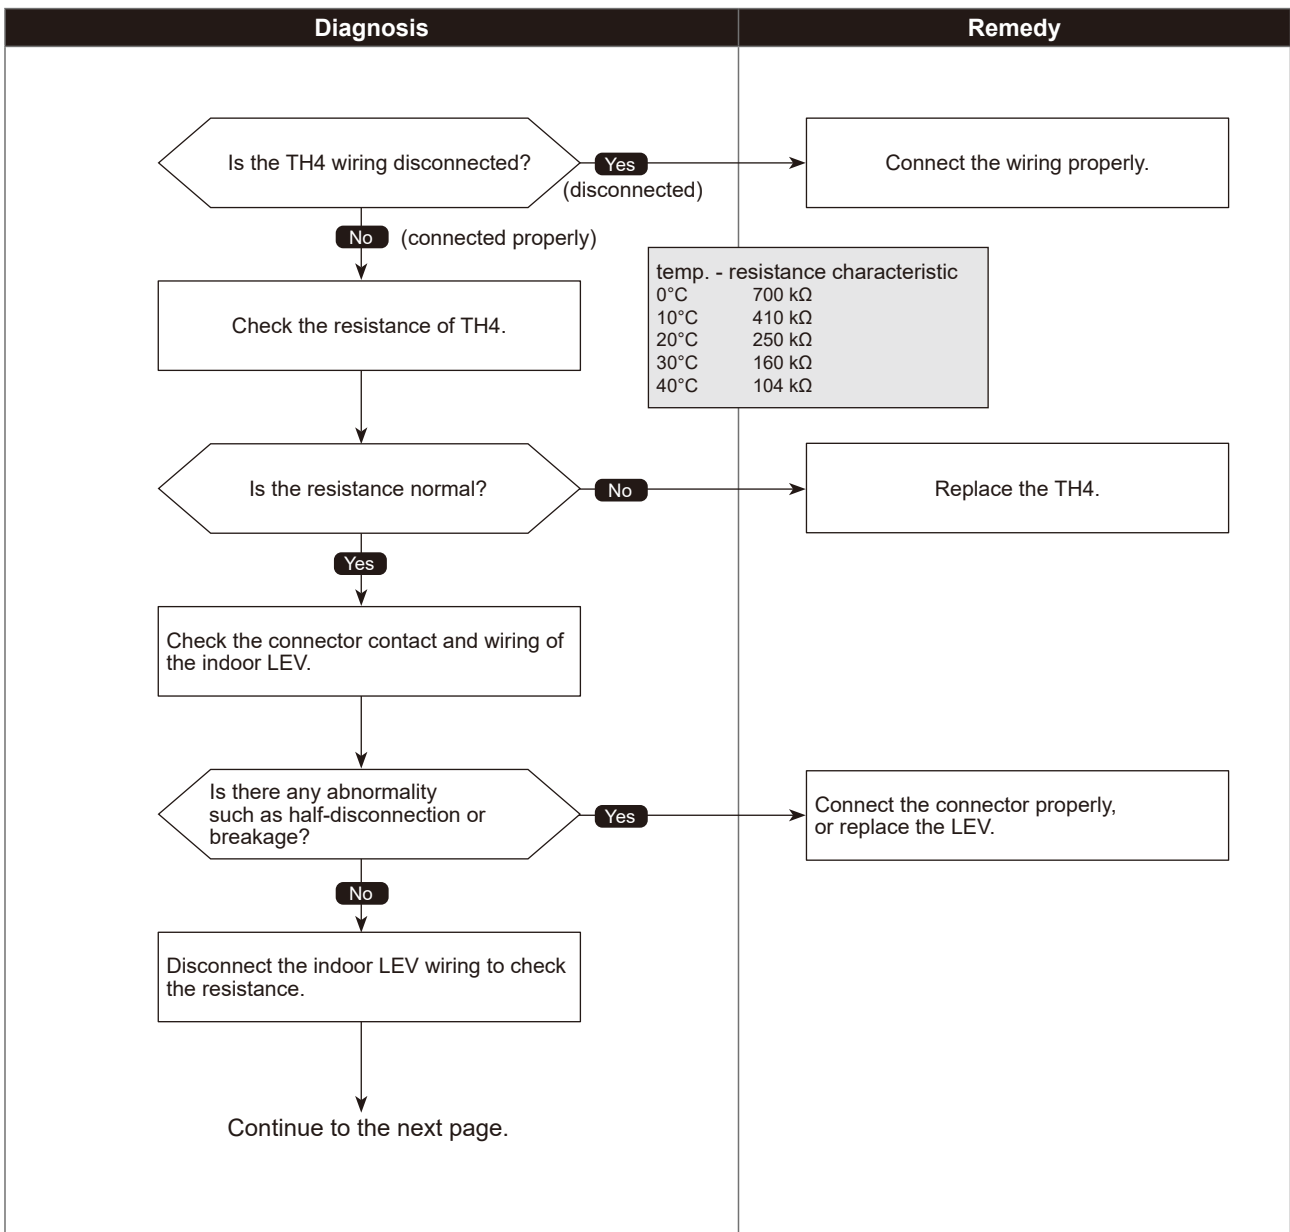 Diagnosis
Remedy
Is the TH4 wiring disconnected?
Yes
(disconnected)
Connect the wiring properly.
No
(connected properly)
temp. - resistance characteristic
0°C 700 kΩ
10°C 410 kΩ
20°C 250 kΩ
30°C 160 kΩ
40°C 104 kΩ
Check the resistance of TH4.
Is the resistance normal?
No
Replace the TH4.
Yes
Check the connector contact and wiring of
the indoor LEV.
Is there any abnormality
such as half-disconnection or
breakage?
Yes
Connect the connector properly,
or replace the LEV.
No
Disconnect the indoor LEV wiring to check
the resistance.
Continue to the next page.